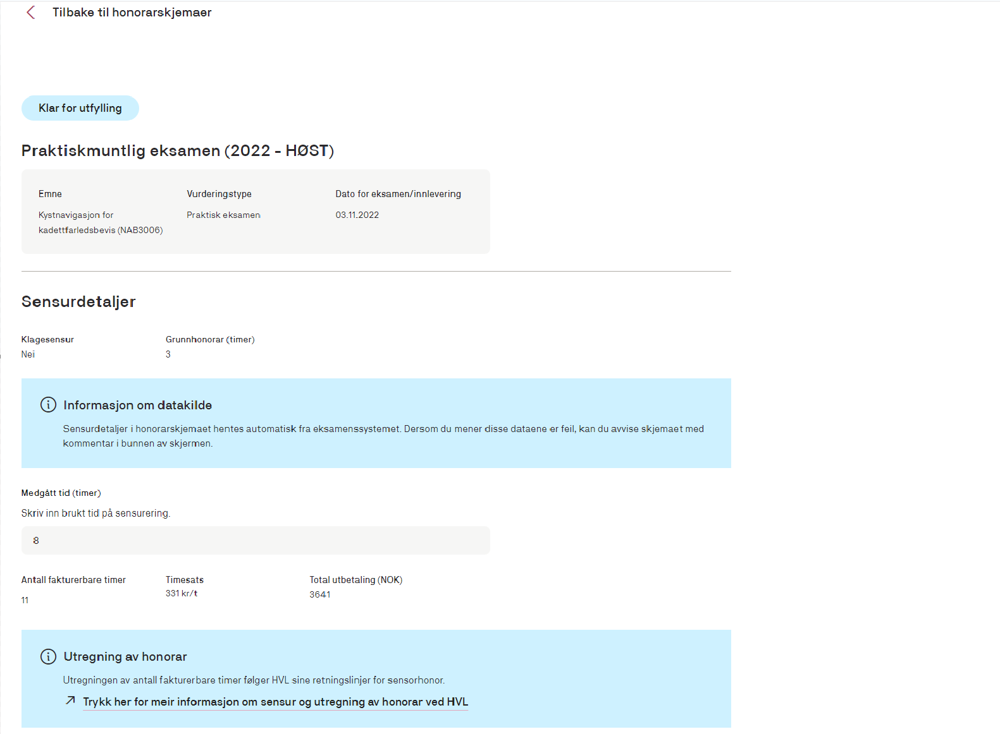 Tilbake til honorarskjemaer
Klar for utfylling
Praktiskmuntlig eksamen (2022 - HØST)
Emne
Vurderingstype
Dato for eksamen/innlevering
Kystnavigasjon for
kadettfarledsbevis (NAB3006)
Praktisk eksamen
03.11.2022
Sensurdetaljer
Klagesensur
Nei
Grunnhonorar (timer)
3
Informasjon om datakilde
Sensurdetaljer i honorarskjemaet hentes automatisk fra eksamenssystemet. Dersom du mener disse dataene er feil, kan du avvise skjemaet med
kommentar i bunnen av skjermen.
Medgått tid (timer)
Skriv inn brukt tid på sensurering.
8
Antall fakturerbare timer
11
Timesats
331 kr/t
Total utbetaling (NOK)
3641
Utregning av honorar
Utregningen av antall fakturerbare timer følger HVL sine retningslinjer for sensorhonor.
Trykk her for meir informasjon om sensur og utregning av honorar ved HVL